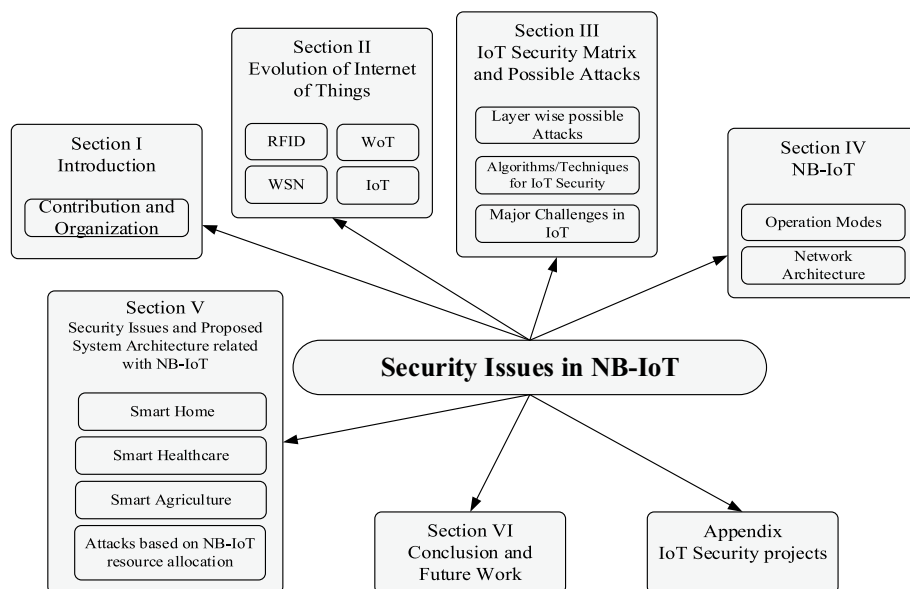 Section I
Introduction
Contribution and
Organization
Section II
Evolution of Internet
of Things
RFID
WoT
WSN
IoT
Section III
IoT Security Matrix
and Possible Attacks
Layer wise possible
Attacks
Algorithms/Techniques
for IoT Security
Major Challenges in
IoT
Section IV
NB-IoT
Operation Modes
Network
Architecture
Security Issues in NB-IoT
Section V
Security Issues and Proposed
System Architecture related
with NB-IoT
Smart Home
Smart Healthcare
Smart Agriculture
Attacks based on NB-IoT
resource allocation
Section VI
Conclusion and
Future Work
Appendix
IoT Security projects